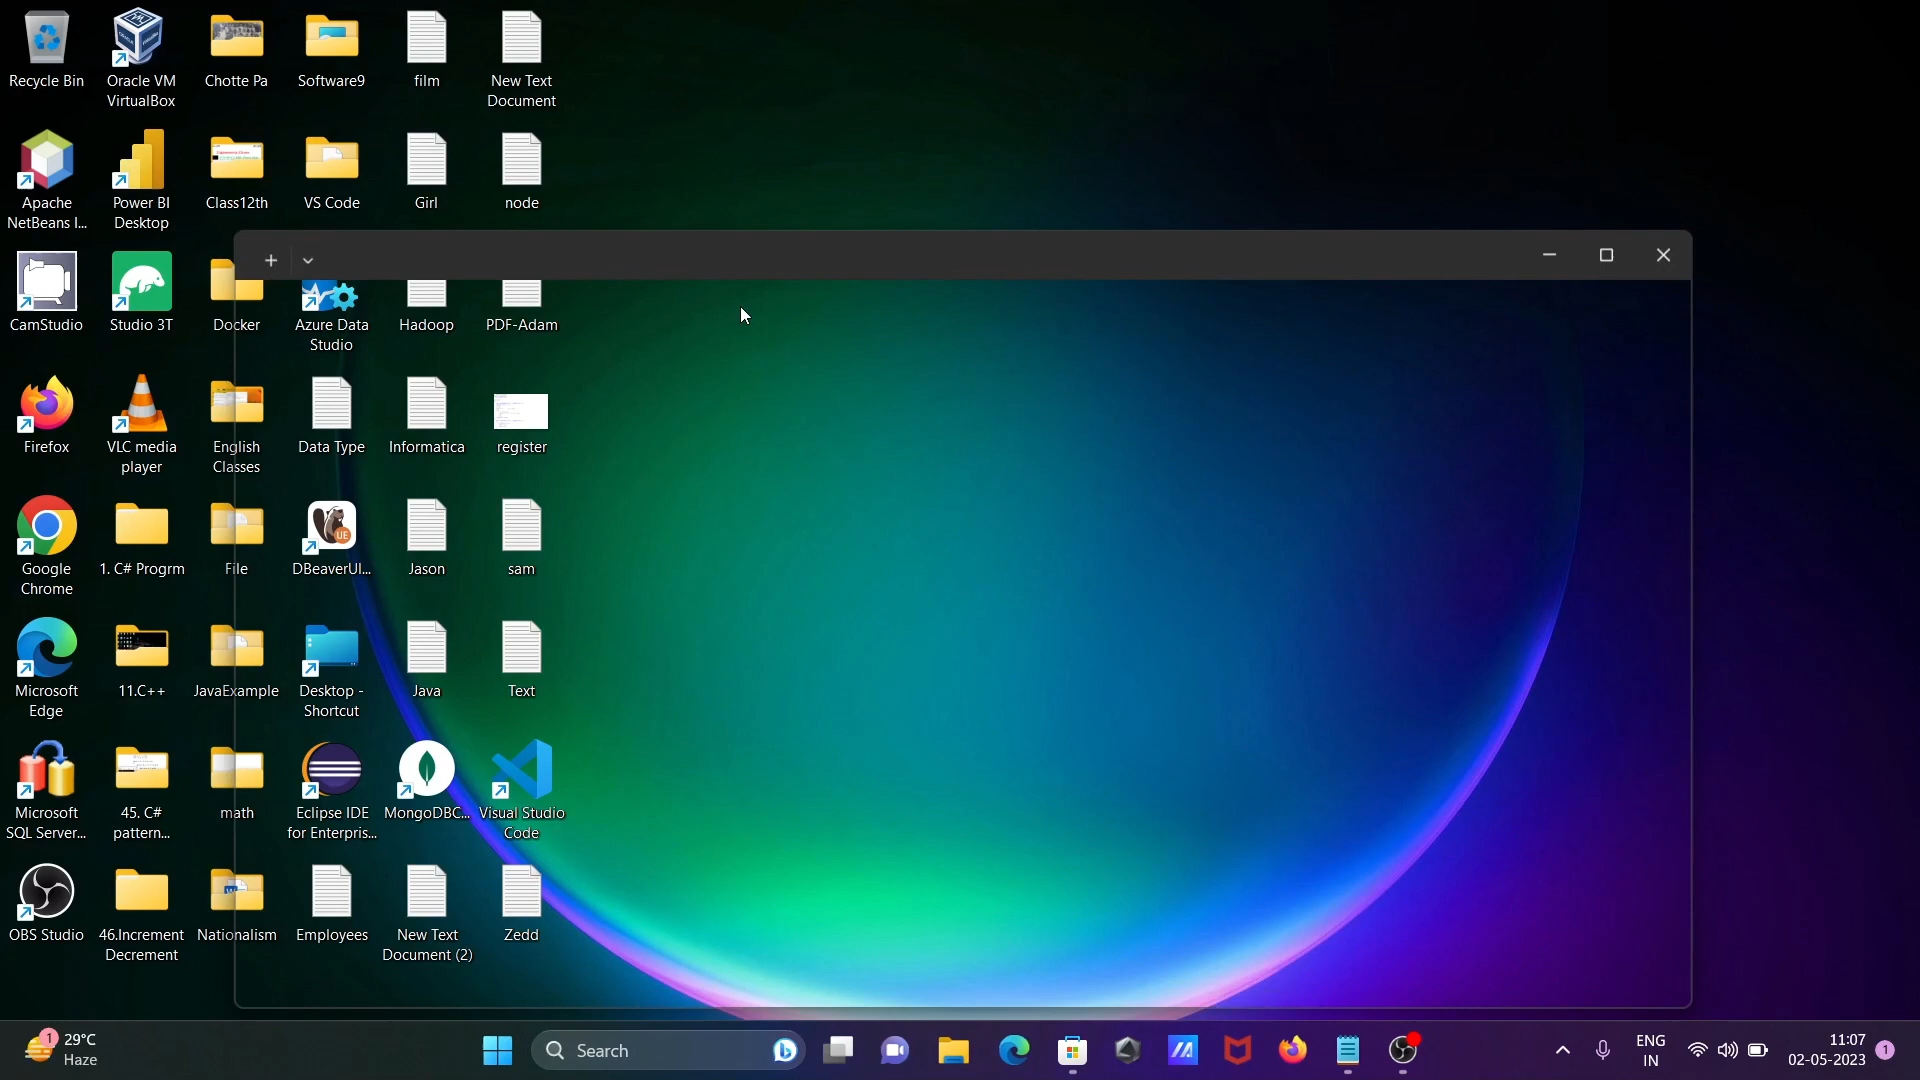 Recycle Bin
Oracle VM
VirtualBox
Chotte Pa
Software9
film
New Text
Document
Apache
NetBeans I...
Power BI
Desktop
Class12th
VS Code
Girl
node
CamStudio
Studio 3T
Docker
Azure Data
Studio
Hadoop
PDF-Adam
Firefox
VLC media
player
English
Classes
Data Type
Informatica
register
Google
Chrome
1. C# Progrm
File
DBeaverUl...
Jason
sam
Microsoft
Edge
11.C++
JavaExample
Desktop -
Shortcut
Java
Text
Microsoft
SQL Server...
45. C#
pattern...
math
Eclipse IDE
for Enterpris...
MongoDBC...
Visual Studio
Code
OBS Studio
46.Increment
Decrement
Nationalism
Employees
New Text
Document (2)
Zedd
1
29°C
Haze
Search
ENG
IN
11:07
02-05-2023
1